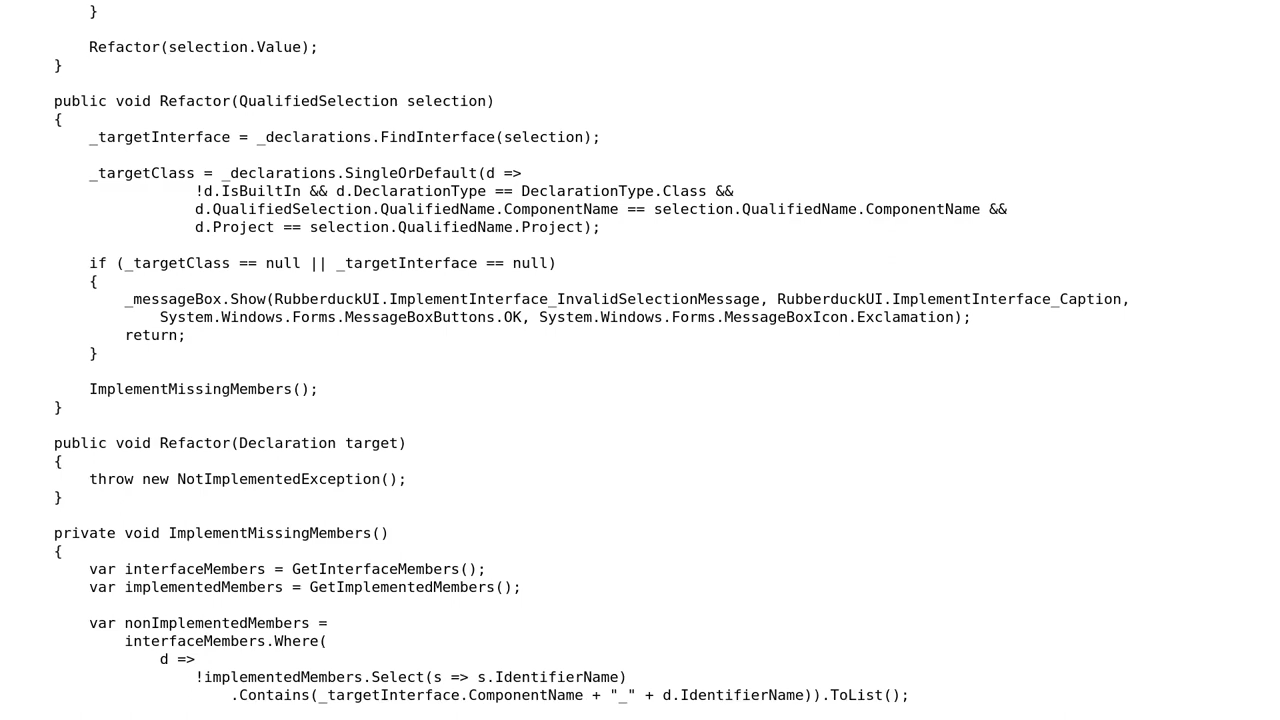 }
Refactor(selection.Value);
}
public void Refactor(QualifiedSelection selection)
{
_targetInterface = _declarations.FindInterface(selection);
_targetClass = _declarations.SingleOrDefault(d =>
!d.IsBuiltIn && d.DeclarationType == DeclarationType.Class &&
d.QualifiedSelection.QualifiedName.ComponentName == selection.QualifiedName.ComponentName &&
d.Project == selection.QualifiedName.Project);
if (_targetClass == null || _targetInterface == null)
{
_messageBox.Show(RubberduckUI.ImplementInterface_InvalidSelectionMessage, RubberduckUI.ImplementInterface_Caption,
System.Windows.Forms.MessageBoxButtons.OK, System.Windows.Forms.MessageBoxIcon.Exclamation);
return;
}
ImplementMissingMembers();
}
public void Refactor(Declaration target)
{
throw new NotImplementedException();
}
private void ImplementMissingMembers()
{
var interfaceMembers = GetInterfaceMembers();
var implementedMembers = GetImplementedMembers();
var nonImplementedMembers =
interfaceMembers.Where(
d =>
!implementedMembers.Select(s => s.IdentifierName)
.Contains(_targetInterface.ComponentName + "_" + d.IdentifierName)).ToList();